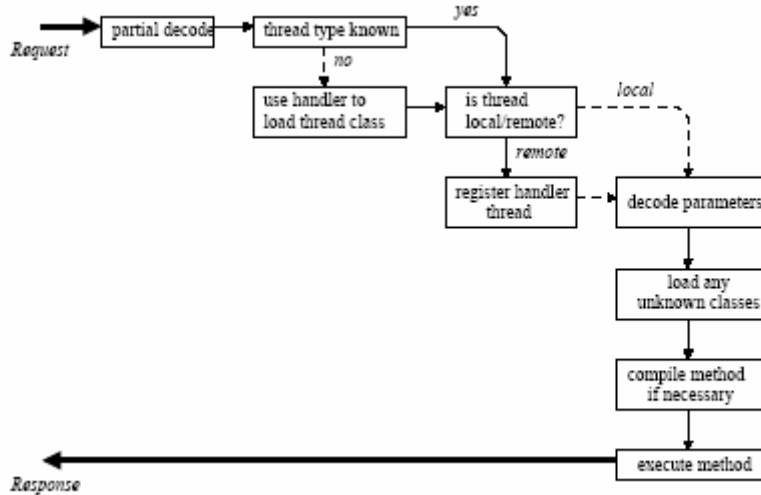 yes
Request
partial decode
thread type known
no
use handler to
load thread class
is thread
local/remote?
local
remote
register handler
thread
decode parameters
load any
unknown classes
compile method
if necessary
execute method
Response